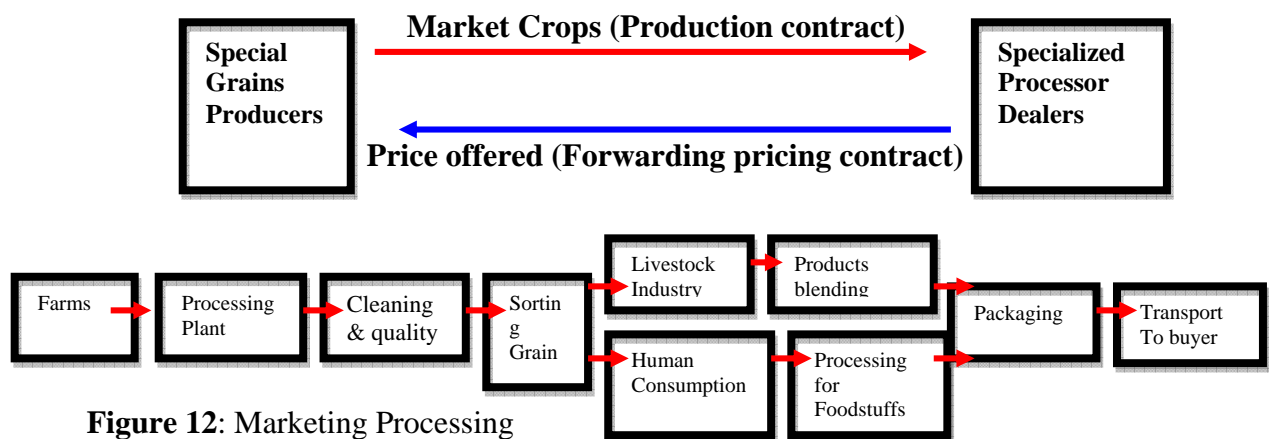 Market Crops (Production contract)
Special
Grains
Producers
Specialized
Processor
Dealers
Price offered (Forwarding pricing contract)
Farms
Processing
Plant
Cleaning
& quality
Sortin
g
Grain
Livestock
Industry
Products
blending
Human
Consumption
Processing
for
Foodstuffs
Packaging
Transport
To buyer
Figure 12: Marketing Processing